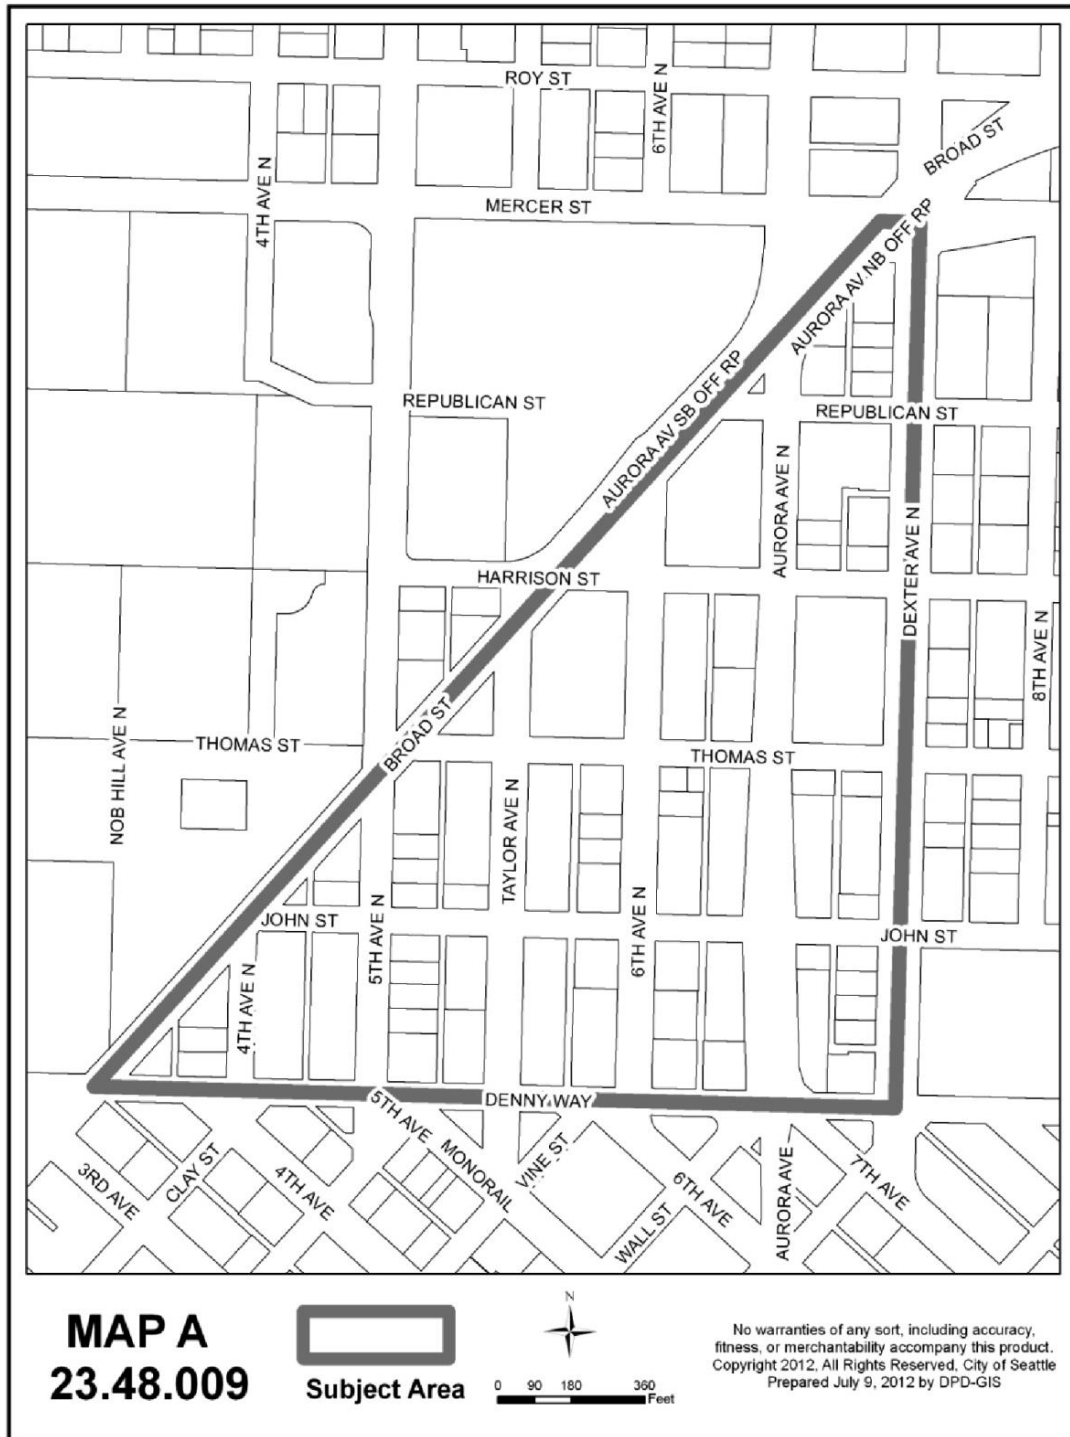 ROY ST
6TH AVE N
BROAD ST
4TH AVE N
MERCER ST
AURORA AV NB OFF RP
AURORA AV SB OFF RP
REPUBLICAN ST
REPUBLICAN ST
AURORA AVE N
DEXTER AVE N
HARRISON ST
8TH AVE N
BROAD ST
NOB HILL AVE N
THOMAS ST
THOMAS ST
TAYLOR AVE N
5TH AVE N
6TH AVE N
JOHN ST
JOHN ST
4TH AVE N
DENNY WAY
5TH AVE
MONORAIL
VINE ST
3RD AVE
CLAY ST
4TH AVE
WALL ST
6TH AVE
AURORA AVE
7TH AVE
MAP A
23.48.009
Subject Area
N
0 90 180 360
Feet
No warranties of any sort, including accuracy,
fitness, or merchantability accompany this product.
Copyright 2012, All Rights Reserved, City of Seattle
Prepared July 9, 2012 by DPD-GIS